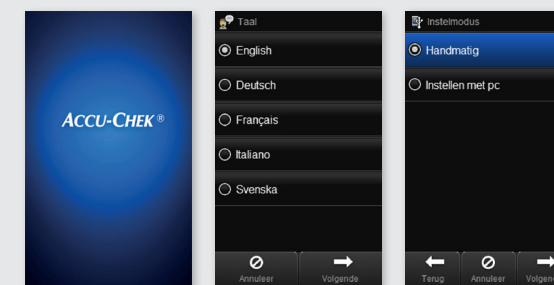 ACCU-CHEK®
Taal
English
Deutsch
Français
Italiano
Svenska
Annuleer
Volgende
Instelmodus
Handmatig
Instellen met pc
Terug
Annuleer